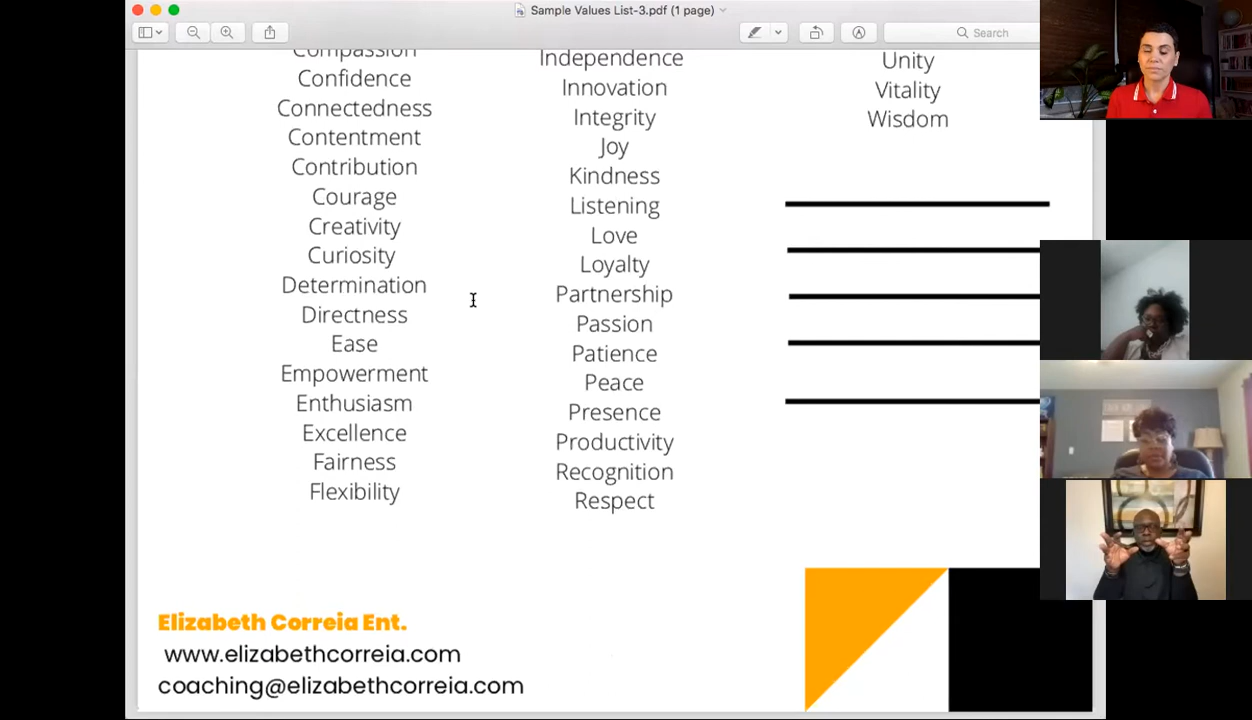 Sample Values List-3.pdf (1 page)
Search
Compassion
Confidence
Connectedness
Contentment
Contribution
Courage
Creativity
Curiosity
Determination
Directness
Ease
Empowerment
Enthusiasm
Excellence
Fairness
Flexibility
Independence
Innovation
Integrity
Joy
Kindness
Listening
Love
Loyalty
Partnership
Passion
Patience
Peace
Presence
Productivity
Recognition
Respect
Unity
Vitality
Wisdom
Elizabeth Correia Ent.
www.elizabethcorreia.com
coaching@elizabethcorreia.com